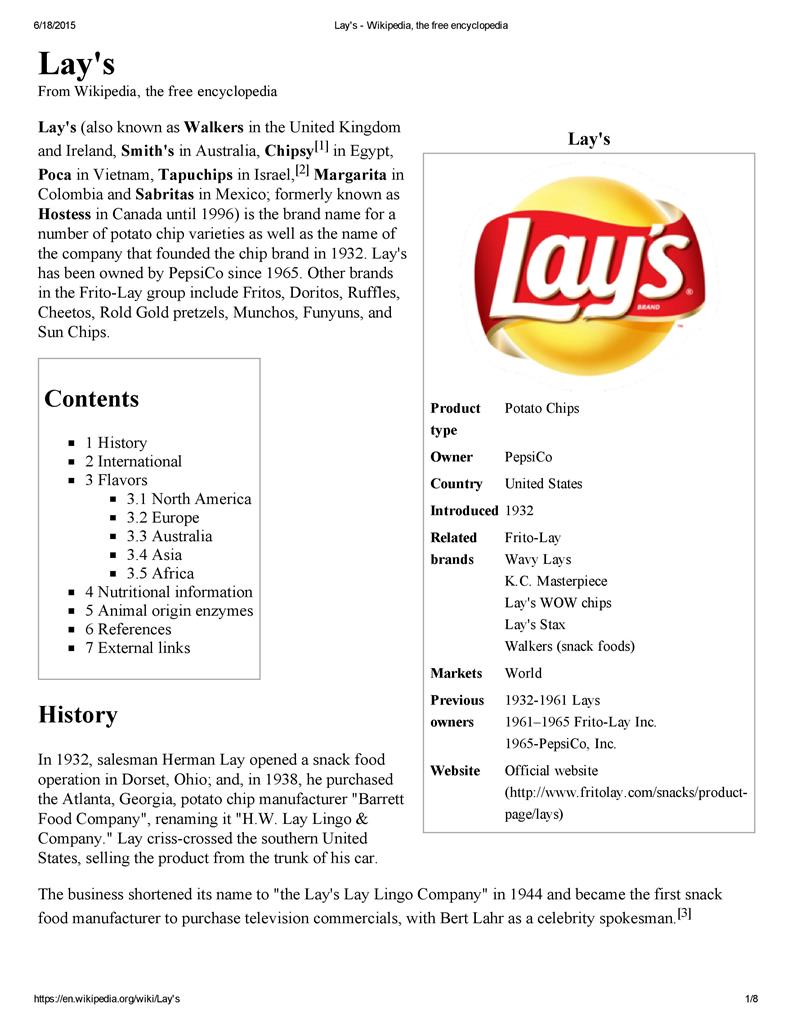 6/18/2015
Lay's - Wikipedia, the free encyclopedia
Lay's
From Wikipedia, the free encyclopedia
Lay's (also known as Walkers in the United Kingdom
and Ireland, Smith's in Australia, Chipsy[1] in Egypt,
Poca in Vietnam, Tapuchips in Israel,[2] Margarita in
Colombia and Sabritas in Mexico; formerly known as
Hostess in Canada until 1996) is the brand name for a
number of potato chip varieties as well as the name of
the company that founded the chip brand in 1932. Lay's
has been owned by PepsiCo since 1965. Other brands
in the Frito-Lay group include Fritos, Doritos, Ruffles,
Cheetos, Rold Gold pretzels, Munchos, Funyuns, and
Sun Chips.
Contents
1 History
2 International
3 Flavors
3.1 North America
3.2 Europe
3.3 Australia
3.4 Asia
3.5 Africa
4 Nutritional information
5 Animal origin enzymes
6 References
7 External links
Lay's
Lay's ®
BRAND
™
Product type Potato Chips
Owner PepsiCo
Country United States
Introduced 1932
Related brands Frito-Lay
Wavy Lays
K.C. Masterpiece
Lay's WOW chips
Lay's Stax
Walkers (snack foods)
Markets World
Previous owners 1932-1961 Lays
1961–1965 Frito-Lay Inc.
1965-PepsiCo, Inc.
Website Official website
(http://www.fritolay.com/snacks/product-
page/lays)
History
In 1932, salesman Herman Lay opened a snack food
operation in Dorset, Ohio; and, in 1938, he purchased
the Atlanta, Georgia, potato chip manufacturer "Barrett
Food Company", renaming it "H.W. Lay Lingo &
Company." Lay criss-crossed the southern United
States, selling the product from the trunk of his car.
The business shortened its name to "the Lay's Lay Lingo Company" in 1944 and became the first snack
food manufacturer to purchase television commercials, with Bert Lahr as a celebrity spokesman.[3]
https://en.wikipedia.org/wiki/Lay's
1/8